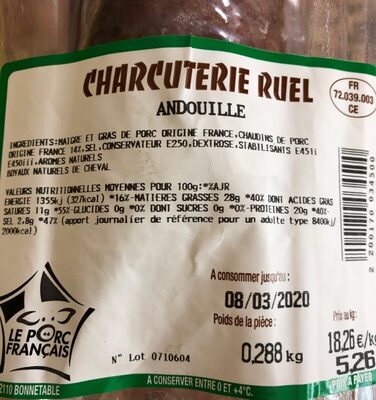 CHARCUTERIE RUEL
ANDOUILLE
FR
72.039.003
CE
INGREDIENTS:MAIGRE ET GRAS DE PORC ORIGINE FRANCE,CHAUDINS DE PORC
ORIGINE FRANCE 14%,SEL,CONSERVATEUR E250,DEXTROSE,STABILISANTS E451i
E450iii,AROMES NATURELS
BOYAUX NATURELS DE CHEVAL
VALEURS NUTRITIONNELLES MOYENNES POUR 100g:*%AJR
ENERGIE 1355kj (327kcal) *16%-MATIERES GRASSES 28g *40% DONT ACIDES GRAS
SATURES 11g *55%-GLUCIDES 0g *0% DONT SUCRES 0g *0%-PROTEINES 20g *40%-
SEL 2.8g *47% (apport journalier de référence pour un adulte type 8400kj/
2000kcal)
A consommer jusqu'au :
08/03/2020
Poids de la pièce :
0,288 kg
Prix au kg:
18.26 €/kg
5.26
PRIX A PAYER
2200170 034500
LE PORC
FRANÇAIS
N° Lot 0710604
2110 BONNETABLE
A CONSERVER ENTRE 0 ET +4°C.